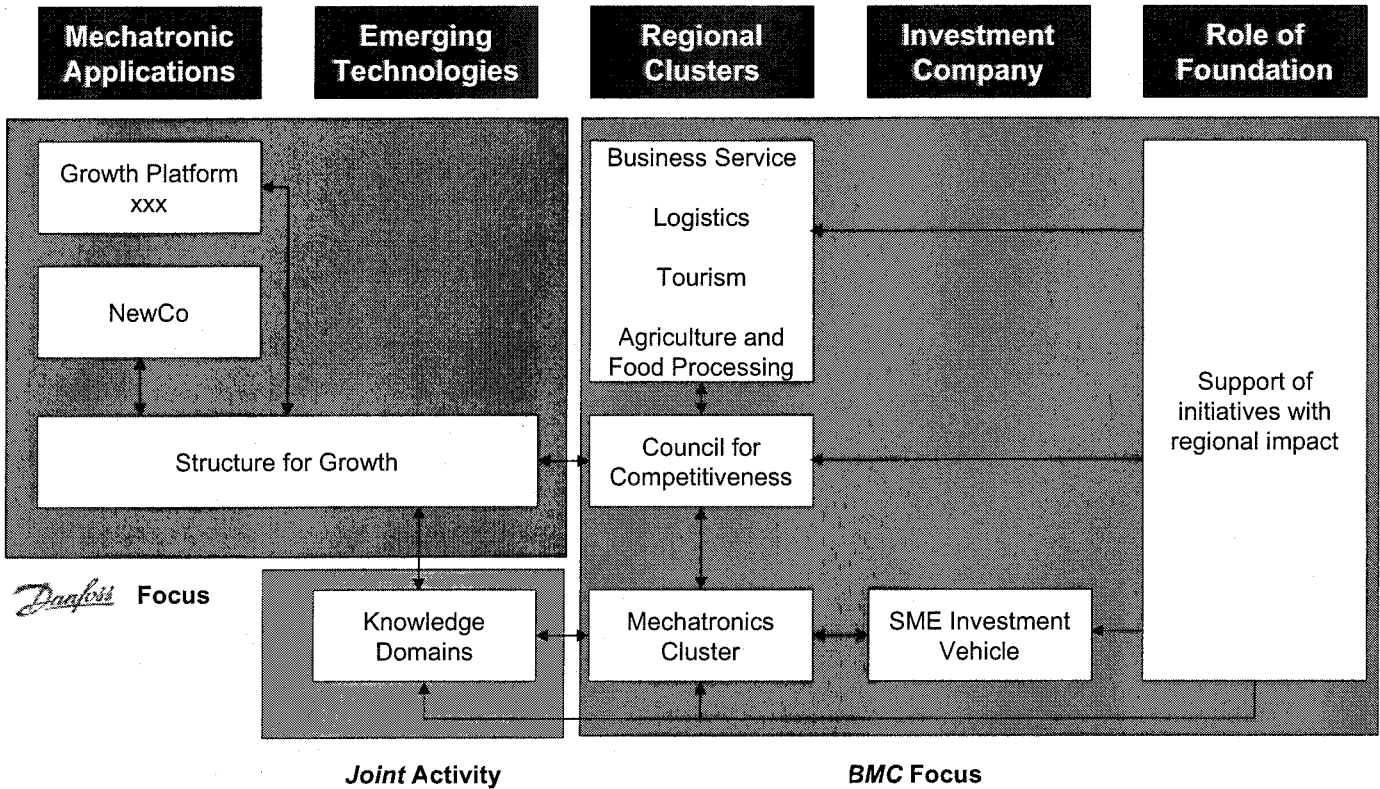 Mechatronic
Applications
Emerging
Technologies
Regional
Clusters
Investment
Company
Role of
Foundation
Growth Platform
xxx
NewCo
Structure for Growth
Business Service
Logistics
Tourism
Agriculture and
Food Processing
Council for
Competitiveness
Support of
initiatives with
regional impact
Danfoss Focus
Knowledge
Domains
Mechatronics
Cluster
SME Investment
Vehicle
Joint Activity
BMC Focus